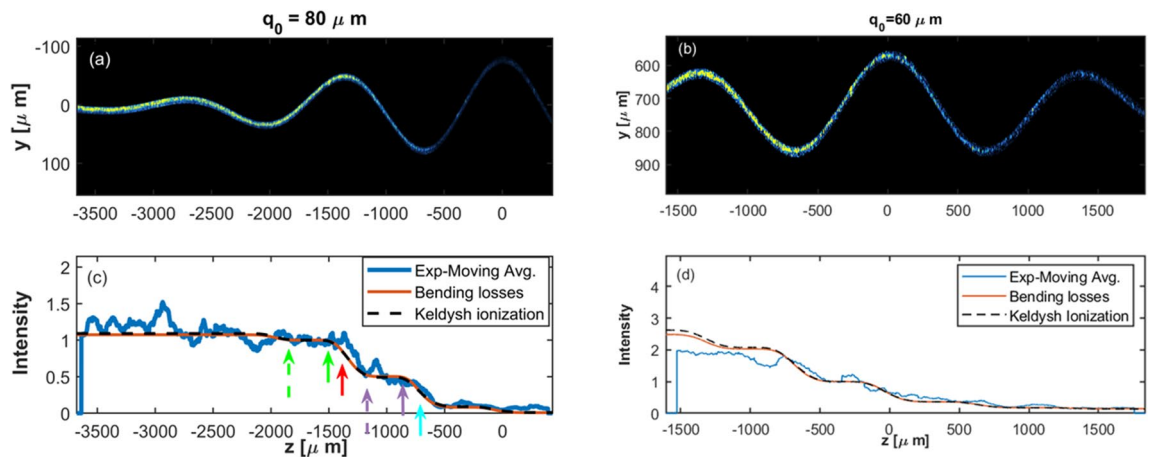 q0 = 80 μ m
(a)
-100
0
100
y [μ m]
-3500 -3000 -2500 -2000 -1500 -1000 -500 0
q0=60 μ m
(b)
600
700
800
900
y [μ m]
-1500 -1000 -500 0 500 1000 1500
(c)
2
1.5
1
0.5
0
Intensity
Exp-Moving Avg.
Bending losses
Keldysh ionization
-3500 -3000 -2500 -2000 -1500 -1000 -500 0
z [μ m]
(d)
5
4
3
2
1
0
Intensity
Exp-Moving Avg.
Bending losses
Keldysh Ionization
-1500 -1000 -500 0 500 1000 1500
z [μ m]